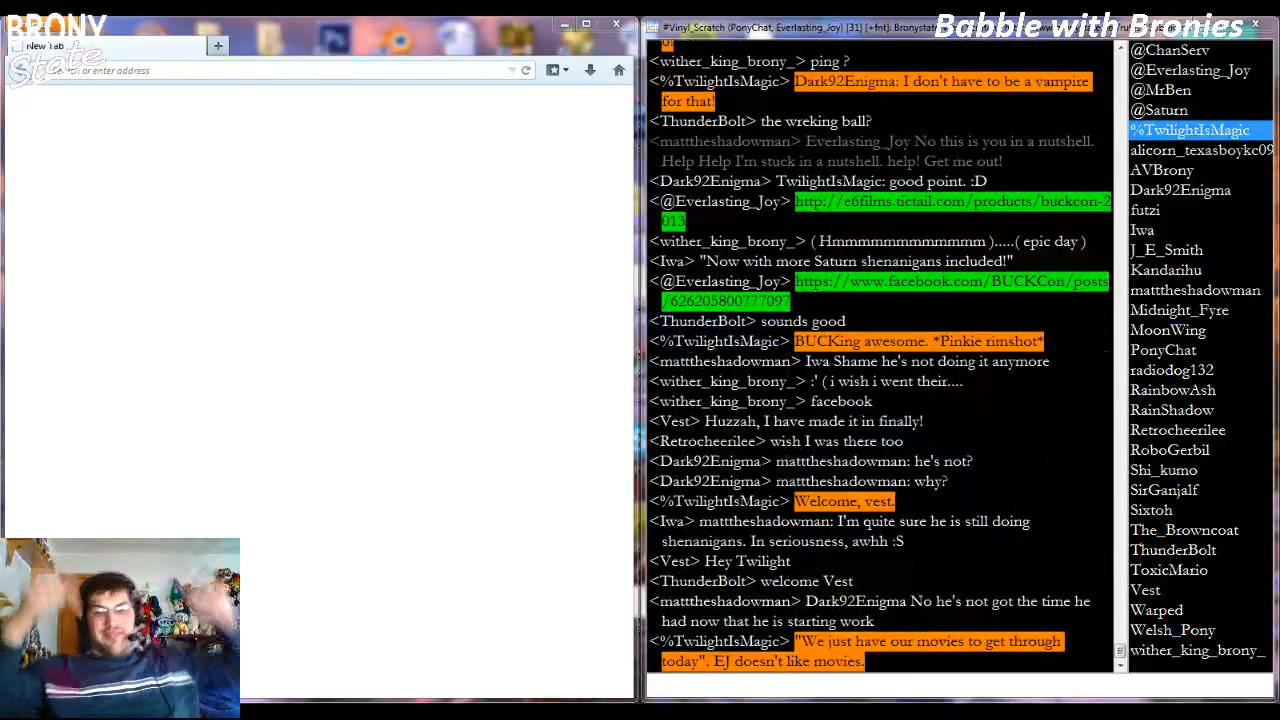 BRONY
State
New Tab
Search or enter address
#Vinyl_Scratch (PonyChat, Everlasting_Joy) [31] [+fnt]: Bronystat
Babble with Bronies
<wither_king_brony_> ping ?
<%TwilightIsMagic> Dark92Enigma: I don't have to be a vampire
for that!
<ThunderBolt> the wreking ball?
<matttheshadowman> Everlasting_Joy No this is you in a nutshell.
Help Help I'm stuck in a nutshell. help! Get me out!
<Dark92Enigma> TwilightIsMagic: good point. :D
<@Everlasting_Joy> http://e6films.tictail.com/products/buckcon-2
013
<wither_king_brony_> ( Hmmmmmmmmmmm ).....( epic day )
<Iwa> "Now with more Saturn shenanigans included!"
<@Everlasting_Joy> https://www.facebook.com/BUCKCon/posts
/626205800777097
<ThunderBolt> sounds good
<%TwilightIsMagic> BUCKing awesome. *Pinkie rimshot*
<matttheshadowman> Iwa Shame he's not doing it anymore
<wither_king_brony_> :' ( i wish i went their....
<wither_king_brony_> facebook
<Vest> Huzzah, I have made it in finally!
<Retrocheerilee> wish I was there too
<Dark92Enigma> matttheshadowman: he's not?
<Dark92Enigma> matttheshadowman: why?
<%TwilightIsMagic> Welcome, vest.
<Iwa> matttheshadowman: I'm quite sure he is still doing
shenanigans. In seriousness, awhh :S
<Vest> Hey Twilight
<ThunderBolt> welcome Vest
<matttheshadowman> Dark92Enigma No he's not got the time he
had now that he is starting work
<%TwilightIsMagic> "We just have our movies to get through
today". EJ doesn't like movies.
@ChanServ
@Everlasting_Joy
@MrBen
@Saturn
%TwilightIsMagic
alicorn_texasboykc09
AVBrony
Dark92Enigma
futzi
Iwa
J_E_Smith
Kandarihu
matttheshadowman
Midnight_Fyre
MoonWing
PonyChat
radiodog132
RainbowAsh
RainShadow
Retrocheerilee
RoboGerbil
Shi_kumo
SirGanjalf
Sixtoh
The_Browncoat
ThunderBolt
ToxicMario
Vest
Warped
Welsh_Pony
wither_king_brony_